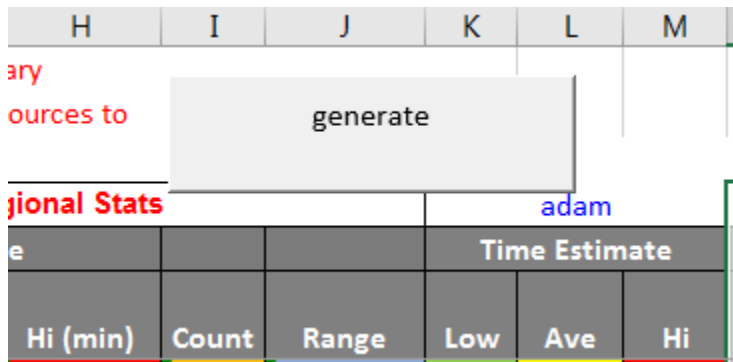 H I J K L M
ary
ources to
generate
gional Stats
adam
e Time Estimate
Hi (min) Count Range Low Ave Hi